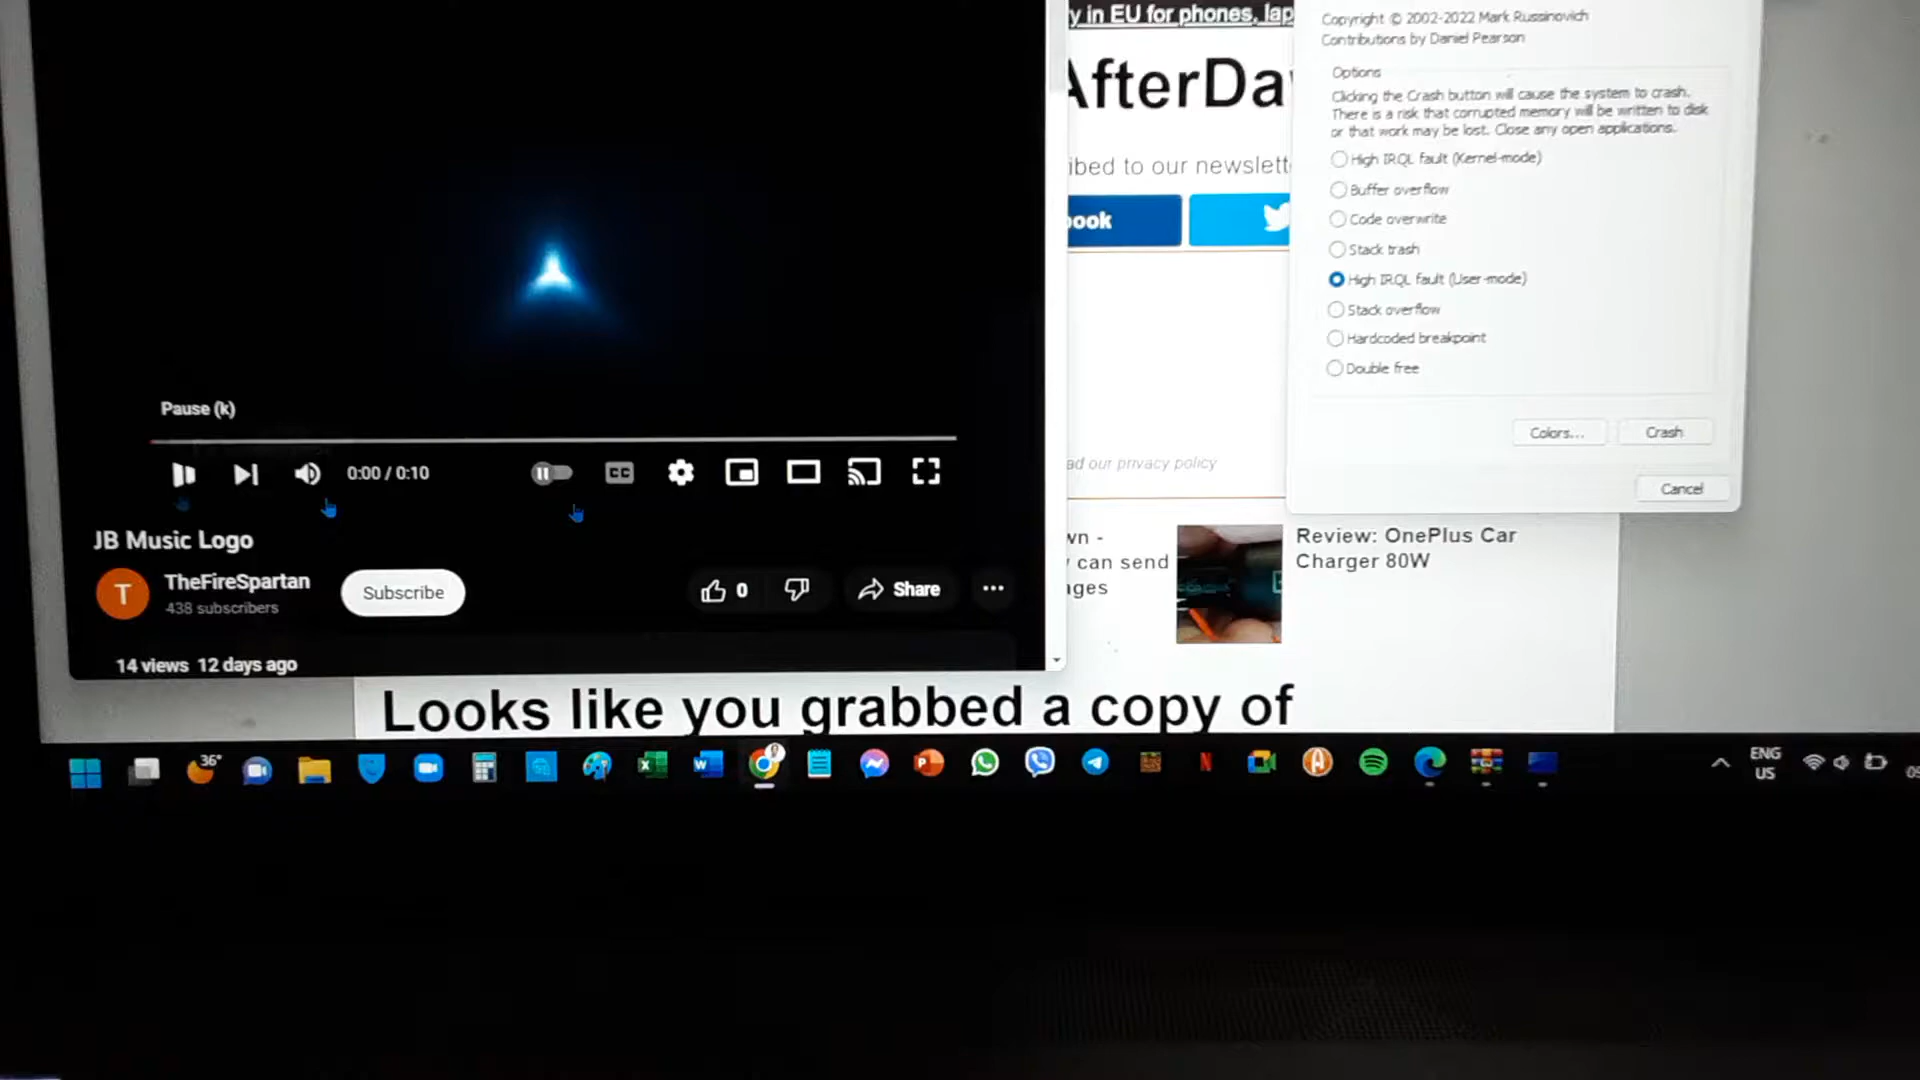 Pause (k)
0:00 / 0:10
CC
JB Music Logo
T
TheFireSpartan
438 subscribers
Subscribe
0
Share
14 views 12 days ago
y in EU for phones, lap
AfterDa
ibed to our newslett
book
ad our privacy policy
wn -
can send
ages
Review: OnePlus Car
Charger 80W
Looks like you grabbed a copy of
Copyright © 2002-2022 Mark Russinovich
Contributions by Daniel Pearson
Options
Clicking the Crash button will cause the system to crash.
There is a risk that corrupted memory will be written to disk
or that work may be lost. Close any open applications.
High IRQL fault (Kernel-mode)
Buffer overflow
Code overwrite
Stack trash
High IRQL fault (User-mode)
Stack overflow
Hardcoded breakpoint
Double free
Colors...
Crash
Cancel
36°
ENG
US